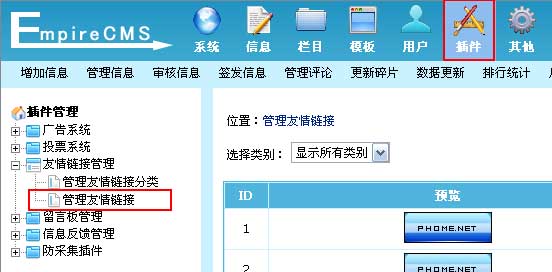 EmpireCMS
系统 信息 栏目 模板 用户 插件 其他
增加信息 管理信息 审核信息 签发信息 管理评论 更新碎片 数据更新 排行统计
插件管理
广告系统
投票系统
友情链接管理
管理友情链接分类
管理友情链接
留言板管理
信息反馈管理
防采集插件
位置：管理友情链接
选择类别： 显示所有类别
ID 预览
1 PHOME.NET
2 PHOME.NET